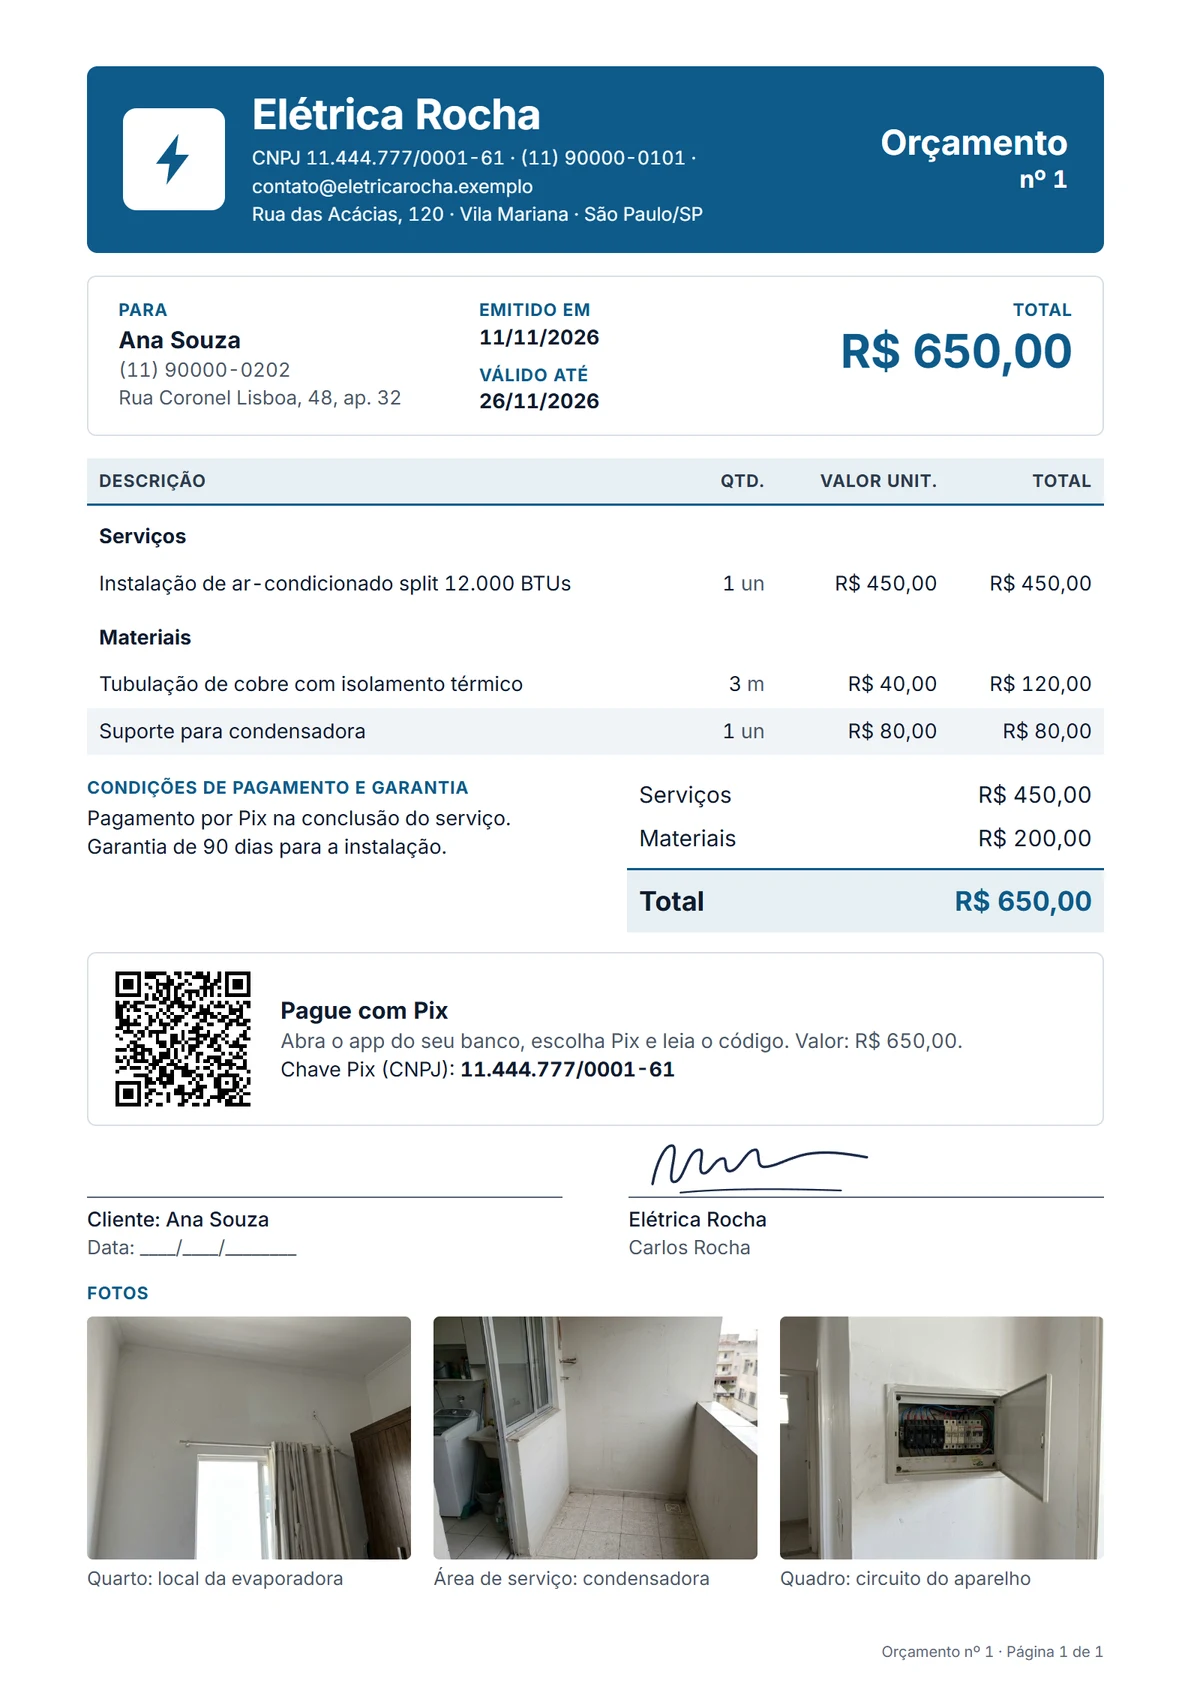 Elétrica Rocha
CNPJ 11.444.777/0001-61 · (11) 90000-0101 ·
contato@eletricarocha.exemplo
Rua das Acácias, 120 · Vila Mariana · São Paulo/SP
Orçamento
nº 1
PARA
Ana Souza
(11) 90000-0202
Rua Coronel Lisboa, 48, ap. 32
EMITIDO EM
11/11/2026
VÁLIDO ATÉ
26/11/2026
TOTAL
R$ 650,00
DESCRIÇÃO QTD. VALOR UNIT. TOTAL
Serviços
Instalação de ar-condicionado split 12.000 BTUs 1 un R$ 450,00 R$ 450,00
Materiais
Tubulação de cobre com isolamento térmico 3 m R$ 40,00 R$ 120,00
Suporte para condensadora 1 un R$ 80,00 R$ 80,00
CONDIÇÕES DE PAGAMENTO E GARANTIA
Pagamento por Pix na conclusão do serviço.
Garantia de 90 dias para a instalação.
Serviços R$ 450,00
Materiais R$ 200,00
Total R$ 650,00
Pague com Pix
Abra o app do seu banco, escolha Pix e leia o código. Valor: R$ 650,00.
Chave Pix (CNPJ): 11.444.777/0001-61
Cliente: Ana Souza
Data: ____/____/________
Elétrica Rocha
Carlos Rocha
FOTOS
Quarto: local da evaporadora
Área de serviço: condensadora
Quadro: circuito do aparelho
Orçamento nº 1 · Página 1 de 1